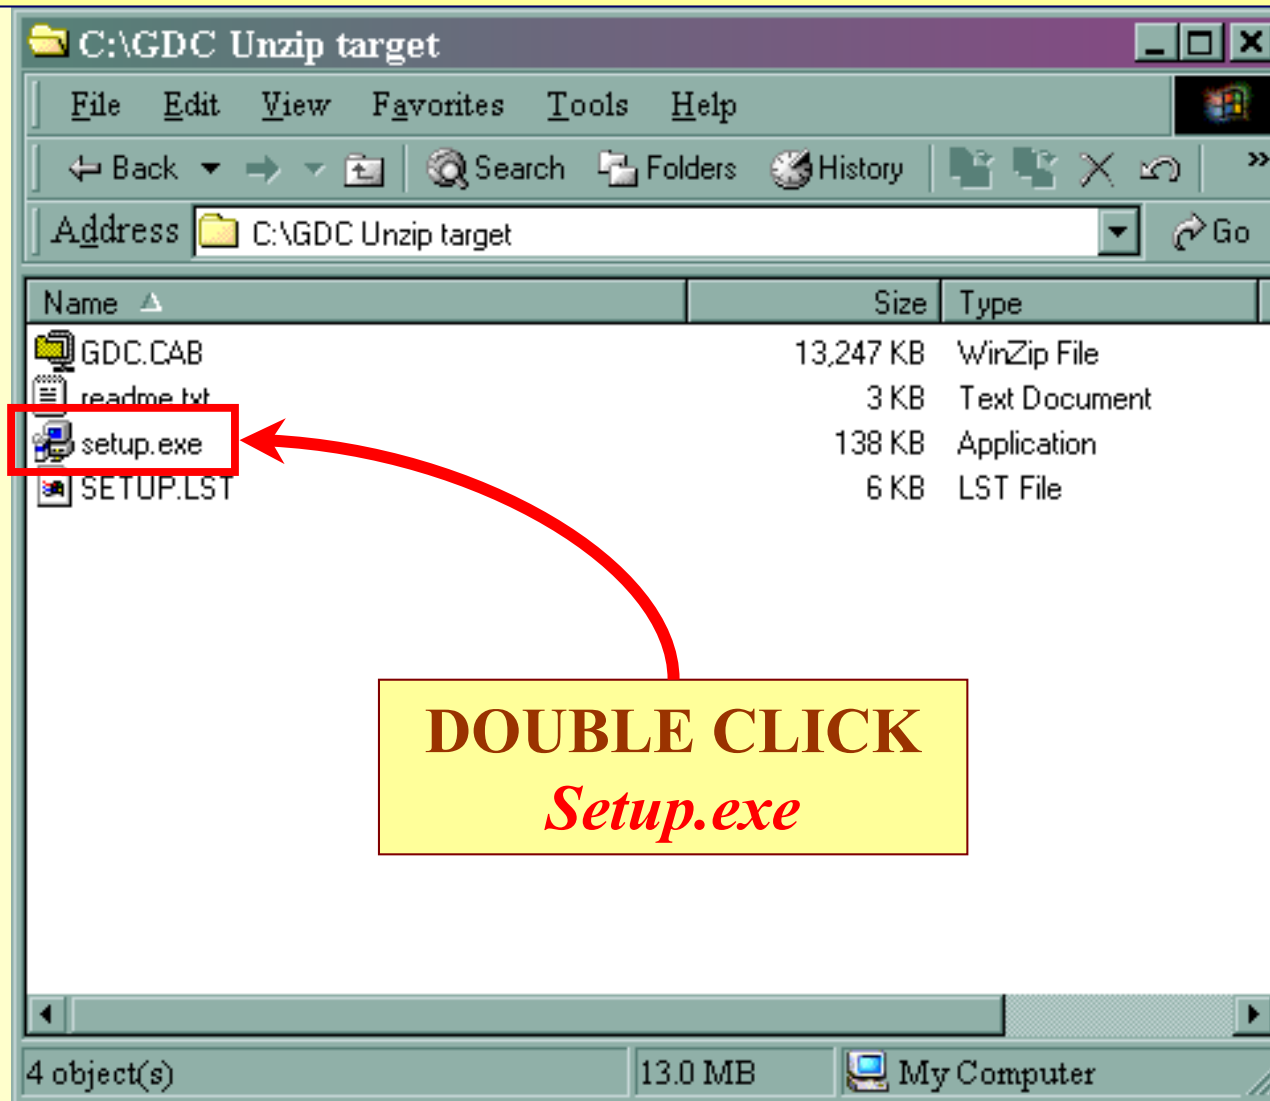 C:\GDC Unzip target
File Edit View Favorites Tools Help
Back Search Folders History »
Address C:\GDC Unzip target Go
Name Size Type
GDC.CAB 13,247 KB WinZip File
readme.txt 3 KB Text Document
setup.exe 138 KB Application
SETUP.LST 6 KB LST File
DOUBLE CLICK
Setup.exe
4 object(s) 13.0 MB My Computer